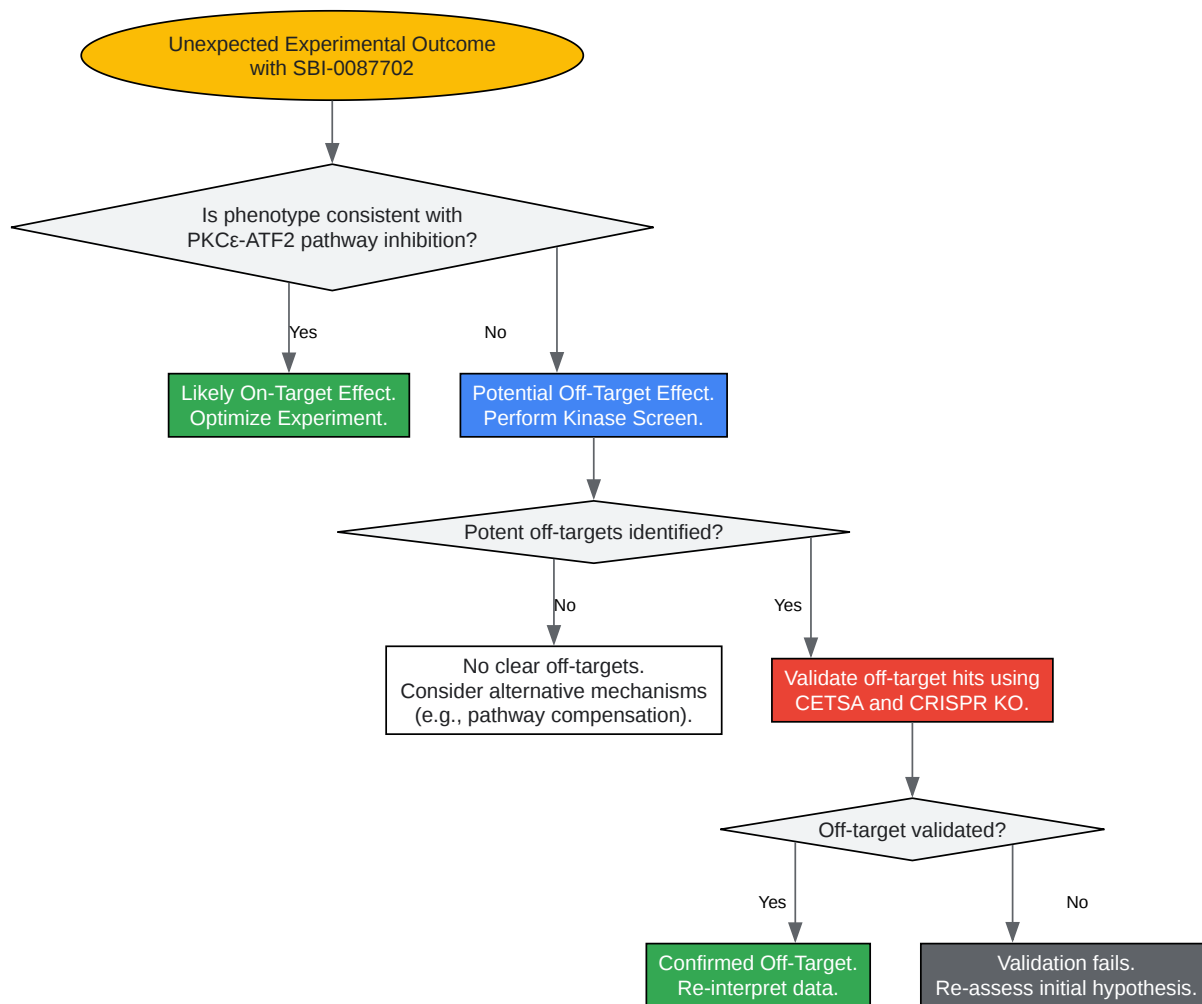 Unexpected Experimental Outcome
with SBI-0087702
Is phenotype consistent with
PKCε-ATF2 pathway inhibition?
Yes
No
Likely On-Target Effect.
Optimize Experiment.
Potential Off-Target Effect.
Perform Kinase Screen.
Potent off-targets identified?
No
Yes
No clear off-targets.
Consider alternative mechanisms
(e.g., pathway compensation).
Validate off-target hits using
CETSA and CRISPR KO.
Off-target validated?
Yes
No
Confirmed Off-Target.
Re-interpret data.
Validation fails.
Re-assess initial hypothesis.